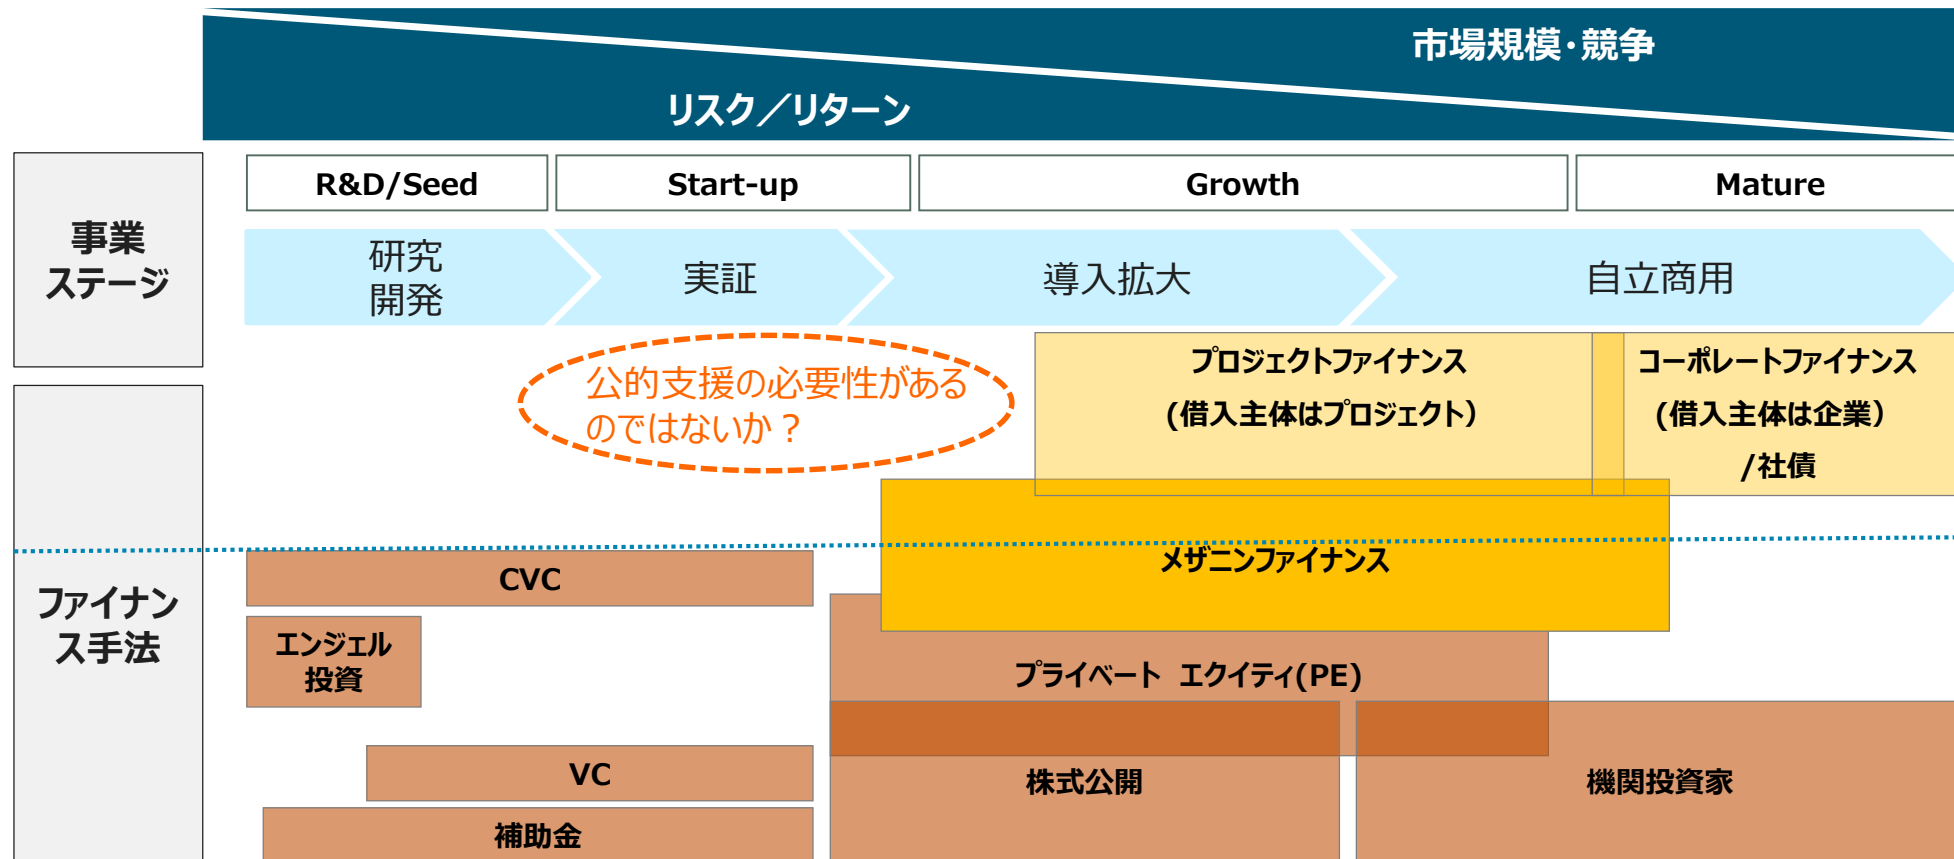 市場規模・競争
リスク／リターン
事業
ステージ
R&D/Seed
Start-up
Growth
Mature
研究
開発
実証
導入拡大
自立商用
公的支援の必要性がある
のではないか？
プロジェクトファイナンス
(借入主体はプロジェクト）
コーポレートファイナンス
(借入主体は企業）
/社債
ファイナン
ス手法
メザニンファイナンス
CVC
エンジェル
投資
プライベート エクイティ(PE)
VC
株式公開
機関投資家
補助金